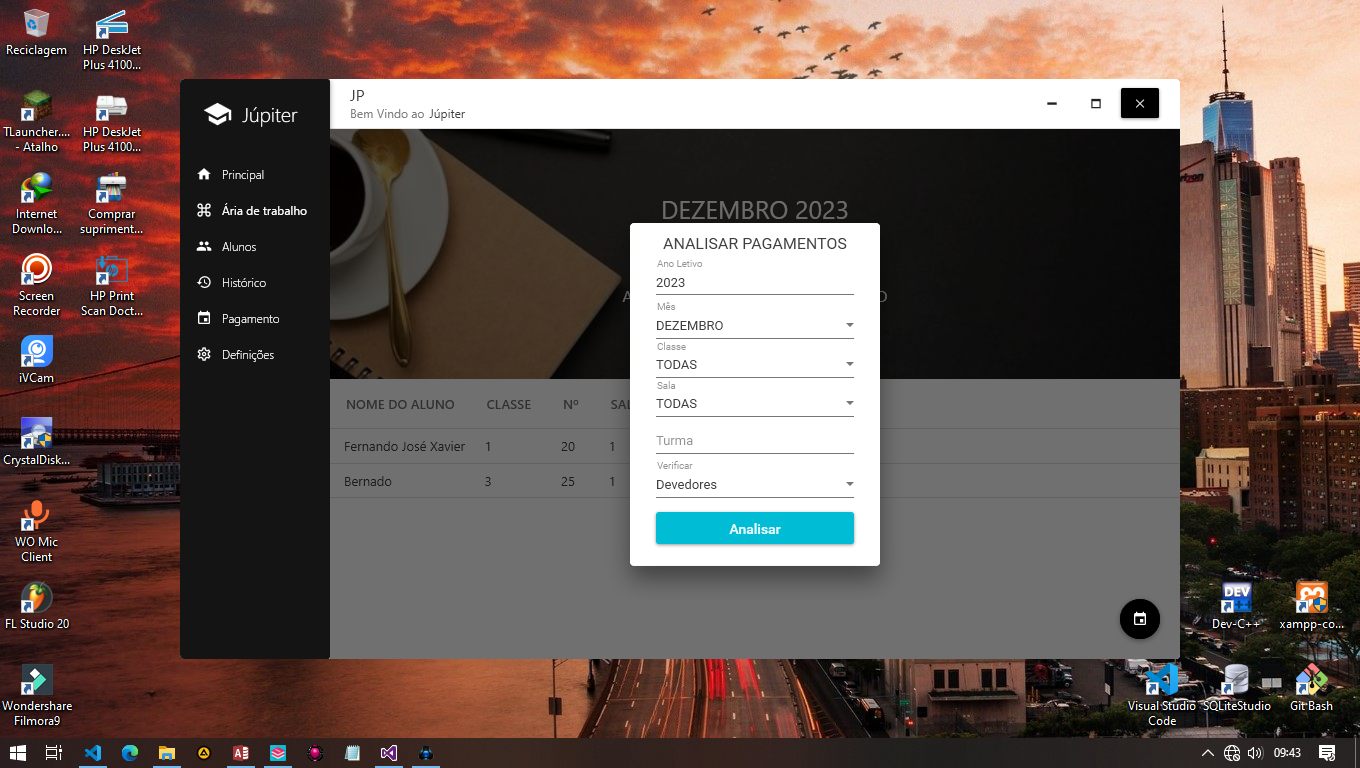 Reciclagem
HP DeskJet
Plus 4100...
TLauncher....
- Atalho
HP DeskJet
Plus 4100...
Internet
Downlo...
Comprar
supriment...
Screen
Recorder
HP Print
Scan Doct...
iVCam
CrystalDisk...
WO Mic
Client
FL Studio 20
Wondershare
Filmora9
Júpiter
Principal
Ária de trabalho
Alunos
Histórico
Pagamento
Definições
JP
Bem Vindo ao Júpiter
DEZEMBRO 2023
ANALISAR PAGAMENTOS
Ano Letivo
2023
Mês
DEZEMBRO
Classe
TODAS
Sala
TODAS
Turma
Verificar
Devedores
Analisar
NOME DO ALUNO CLASSE Nº
Fernando José Xavier 1 20 1
Bernado 3 25 1
verizon
DEV
Dev-C++
xampp-co...
Visual Studio
Code
SQLiteStudio
Git Bash
09:43